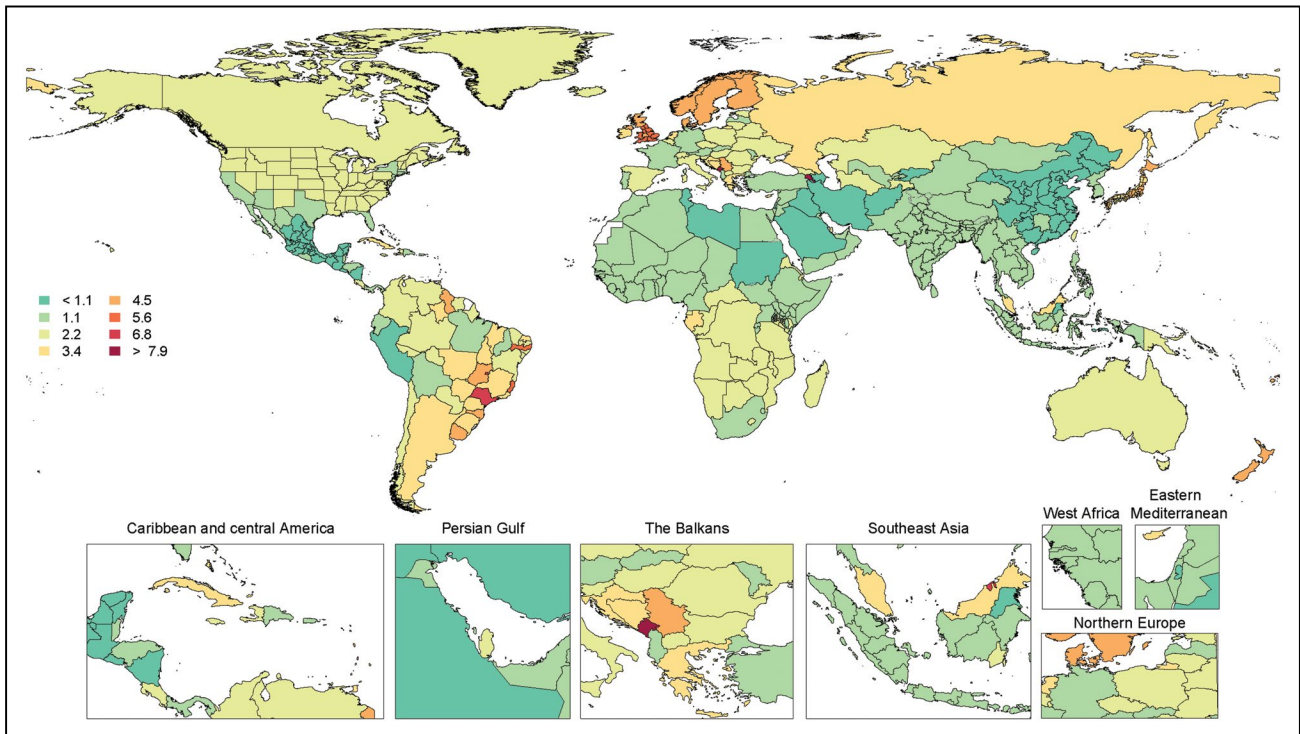 < 1.1 4.5
1.1 5.6
2.2 6.8
3.4 > 7.9
Caribbean and central America
Persian Gulf
The Balkans
Southeast Asia
West Africa
Eastern
Mediterranean
Northern Europe